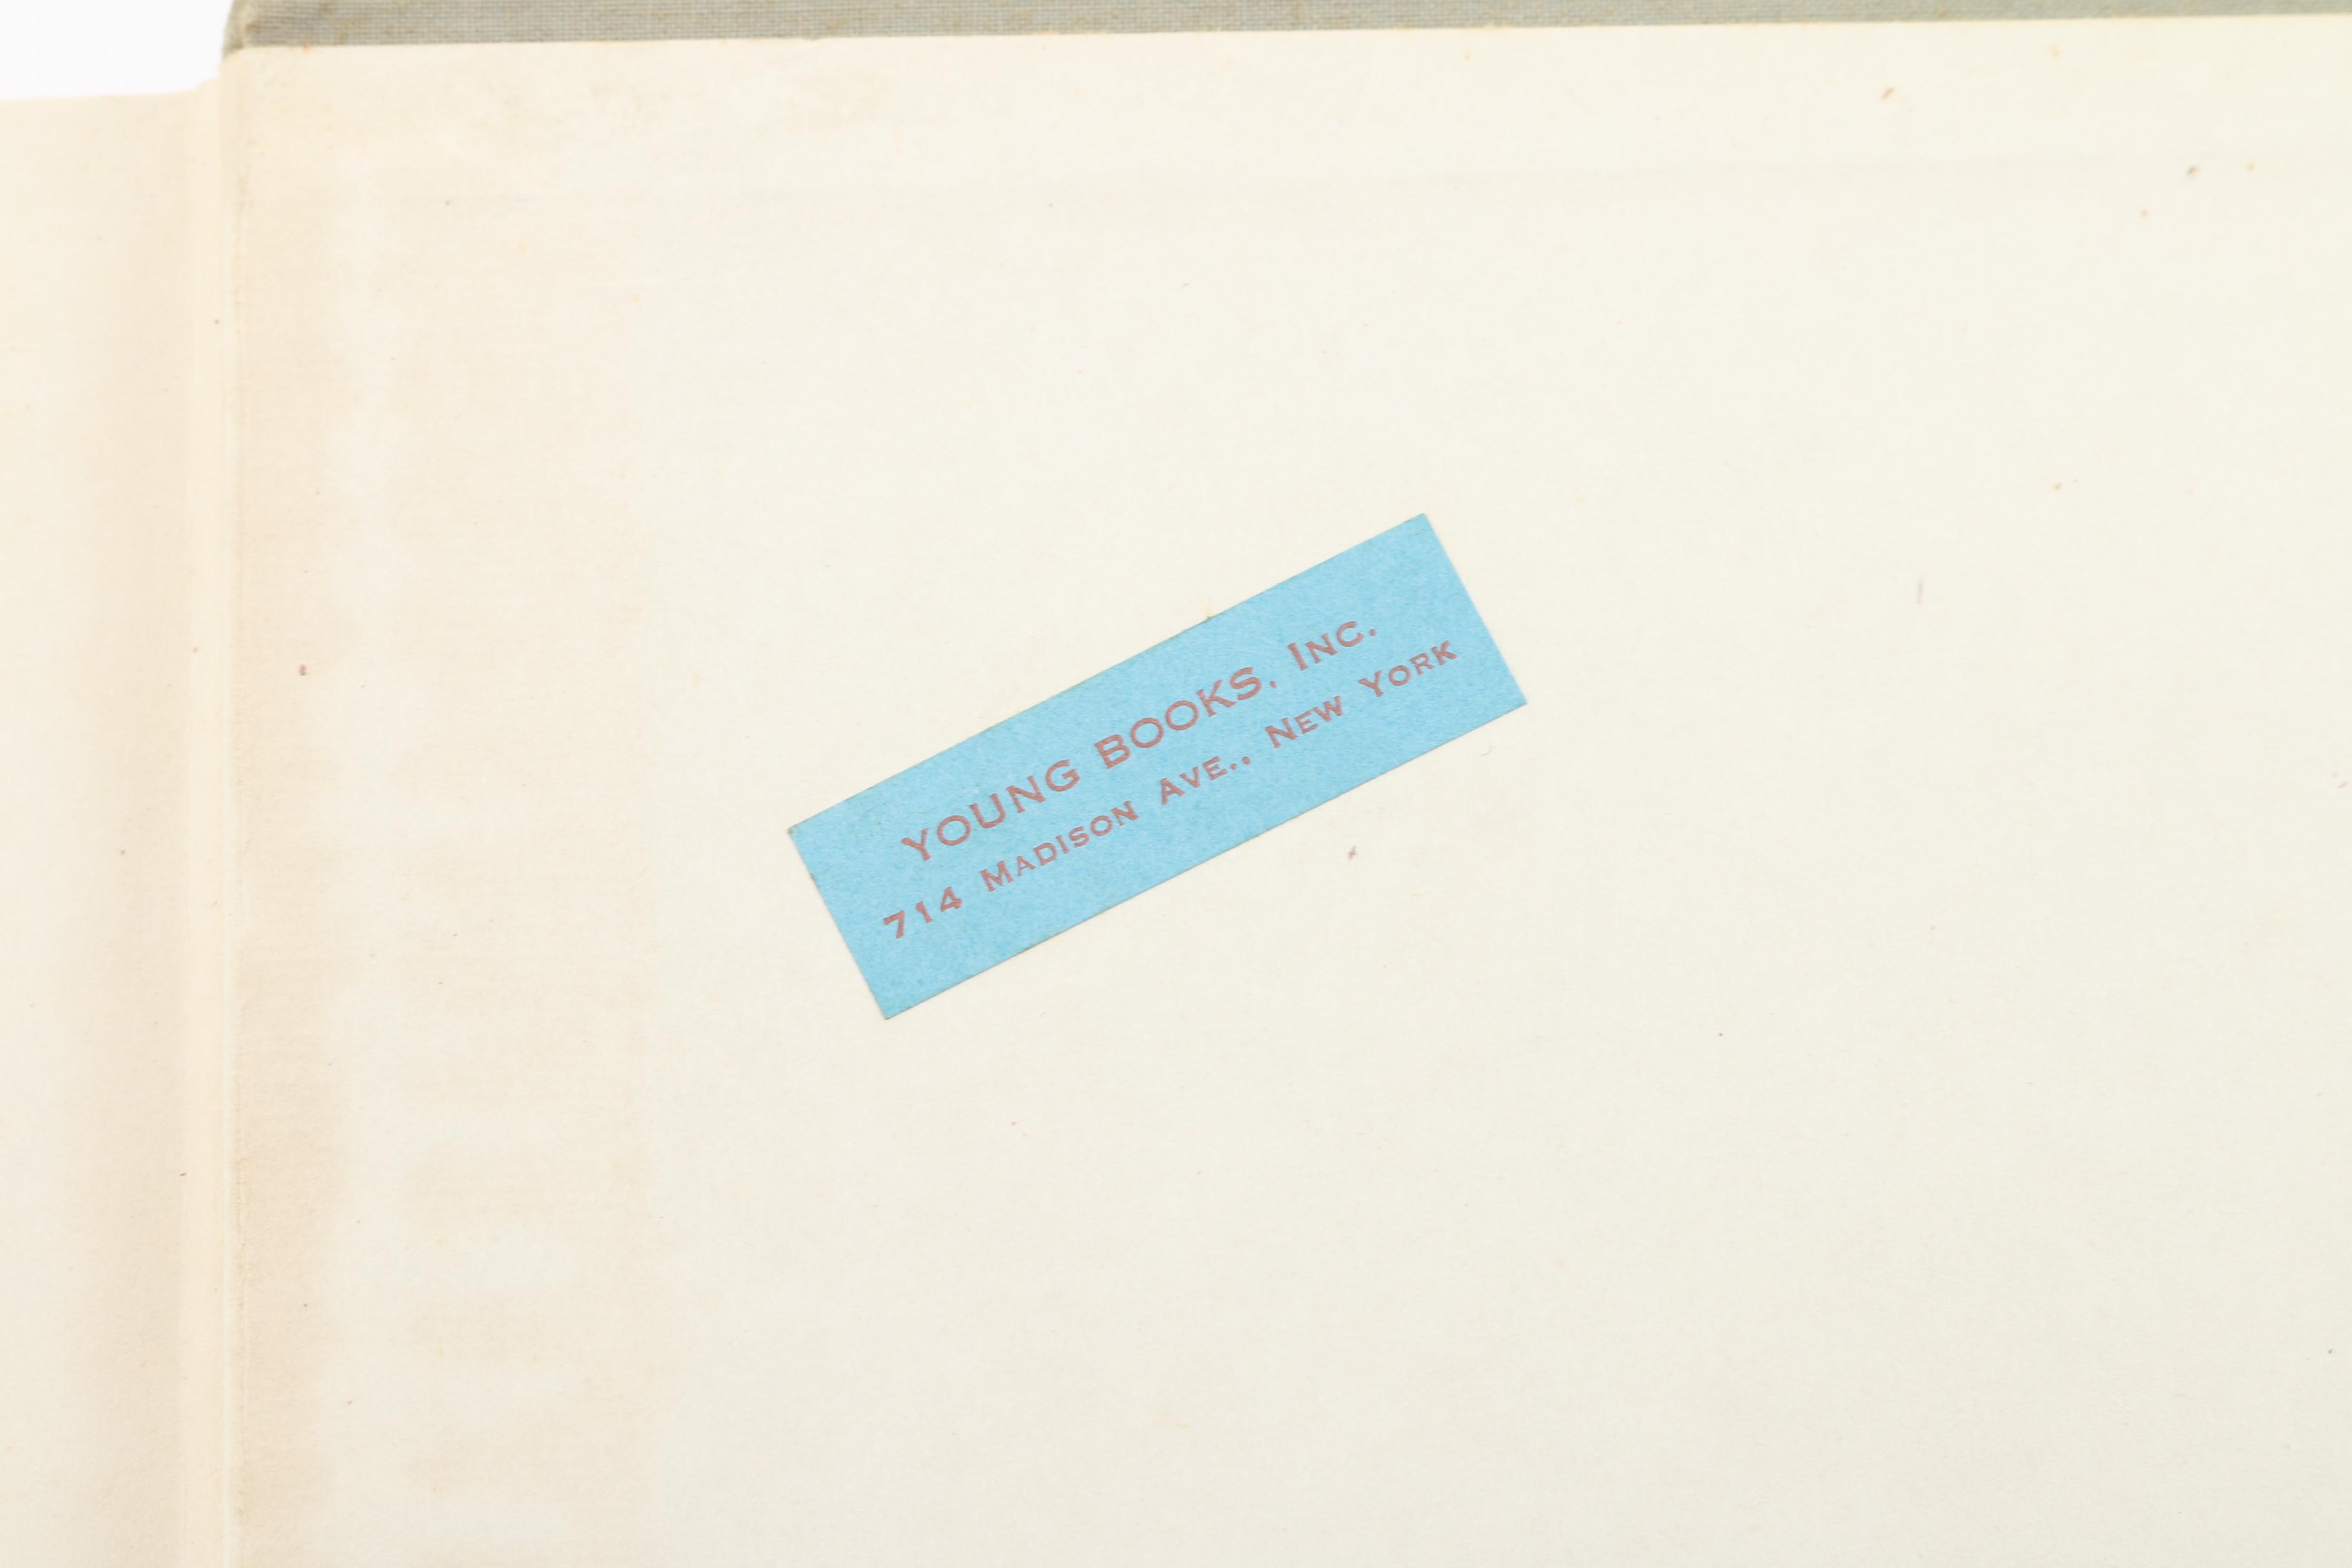 YOUNG BOOKS, INC.
714 MADISON AVE., NEW YORK